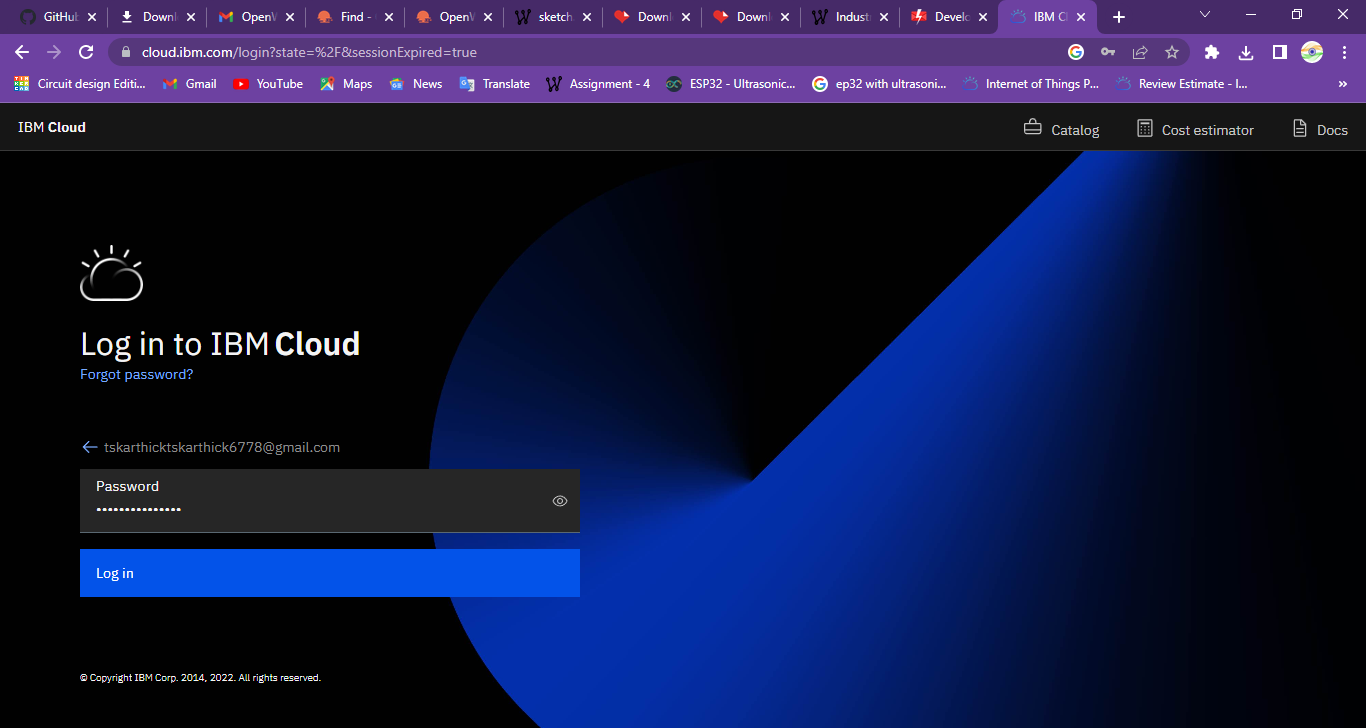 GitHub Downl OpenW Find - OpenW sketch. Downl Downl Indust Develo IBM Cl
cloud.ibm.com/login?state=%2F&sessionExpired=true
Circuit design Editi... Gmail YouTube Maps News Translate Assignment - 4 ESP32 - Ultrasonic... ep32 with ultrasoni... Internet of Things P... Review Estimate - I... »
IBM Cloud Catalog Cost estimator Docs
Log in to IBM Cloud
Forgot password?
tskarthicktskarthick6778@gmail.com
Password
•••••••••••••••
Log in
© Copyright IBM Corp. 2014, 2022. All rights reserved.